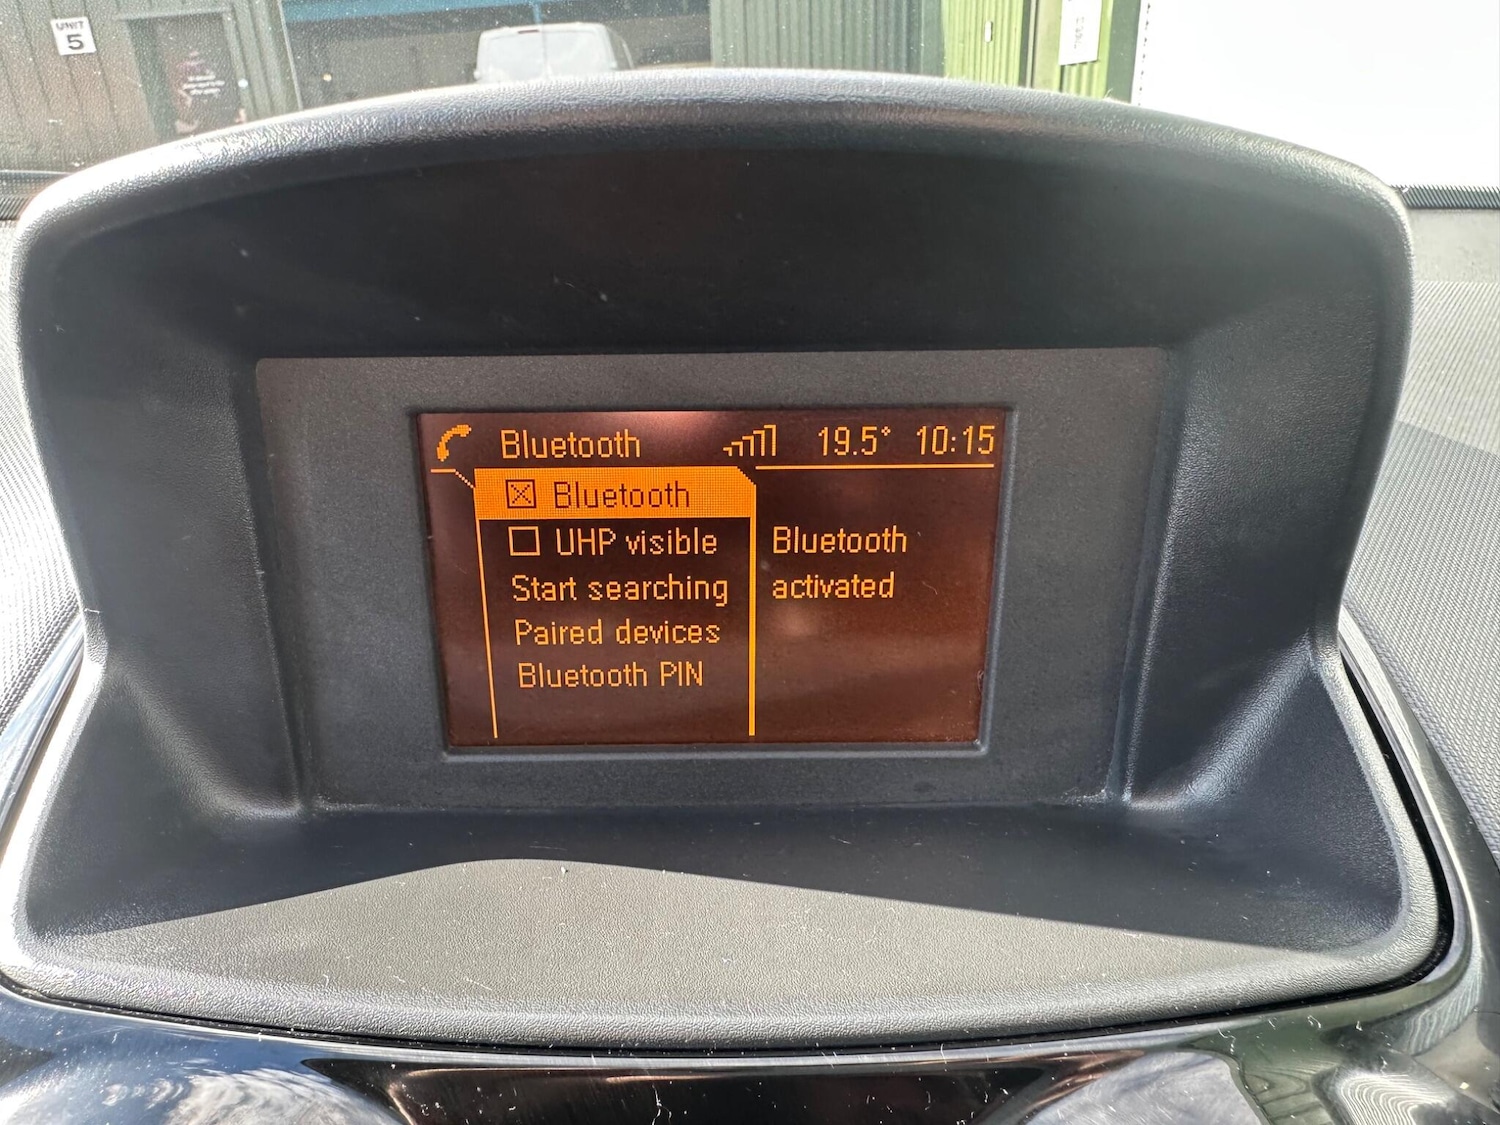 UNIT
5
Bluetooth 19.5° 10:15
Bluetooth
UHP visible
Start searching
Paired devices
Bluetooth PIN
Bluetooth
activated